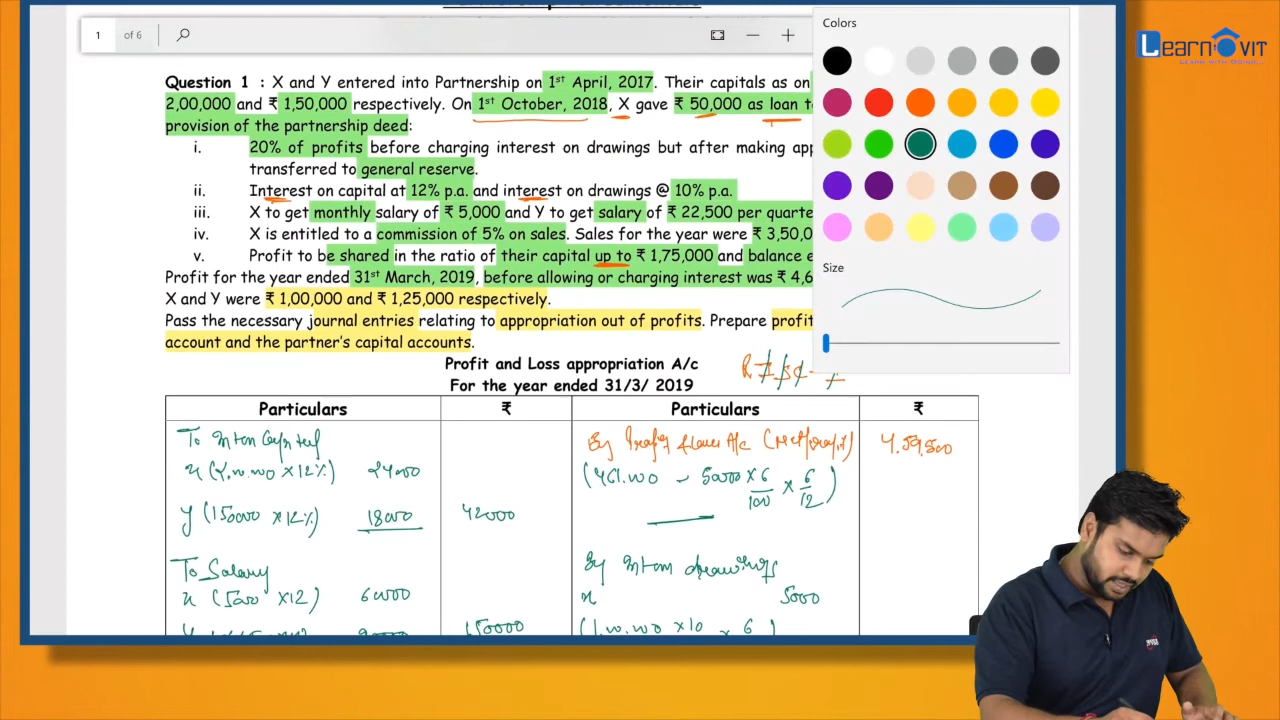 LearnOvit
1 of 6
Colors
Size
Question 1 : X and Y entered into Partnership on 1st April, 2017. Their capitals as on
2,00,000 and ₹ 1,50,000 respectively. On 1st October, 2018, X gave ₹ 50,000 as loan t
provision of the partnership deed:
i. 20% of profits before charging interest on drawings but after making app
transferred to general reserve.
ii. Interest on capital at 12% p.a. and interest on drawings @ 10% p.a.
iii. X to get monthly salary of ₹ 5,000 and Y to get salary of ₹ 22,500 per quarte
iv. X is entitled to a commission of 5% on sales. Sales for the year were ₹ 3,50,0
v. Profit to be shared in the ratio of their capital up to ₹ 1,75,000 and balance e
Profit for the year ended 31st March, 2019, before allowing or charging interest was ₹ 4,6
X and Y were ₹ 1,00,000 and ₹ 1,25,000 respectively.
Pass the necessary journal entries relating to appropriation out of profits. Prepare profit
account and the partner's capital accounts.
Profit and Loss appropriation A/c
For the year ended 31/3/ 2019
Particulars ₹ Particulars ₹
To Int on Capital By Profit & Loss A/c (Net Profit) 4,59,500
x (2,00,000 × 12%) 24000 (461,000 - 50000 × 6/100 × 6/12)
y (150000 × 12%) 18000 42000
To Salary By Int on drawings
x (5000 × 12) 60000 x 5000
90000 150000 (1,00,000 × 10 × 6 )